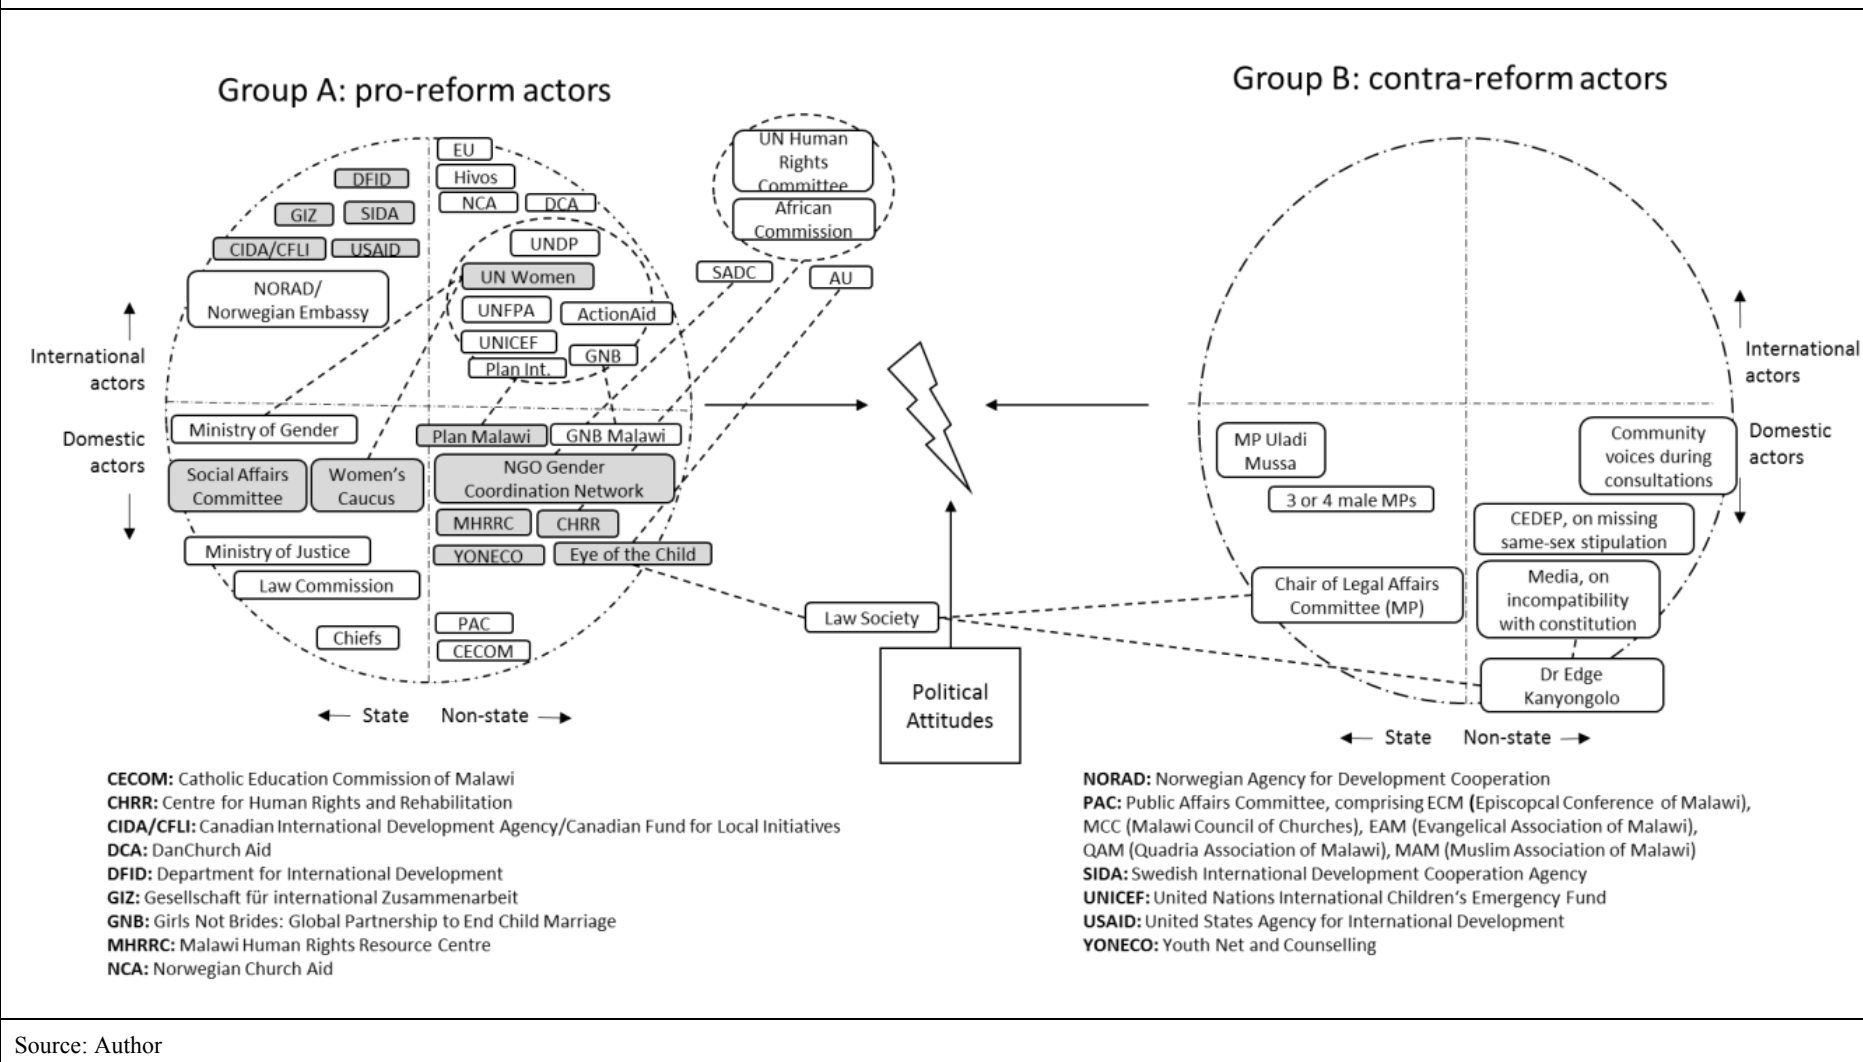 Group A: pro-reform actors
Group B: contra-reform actors
EU
DFID
Hivos
GIZ
SIDA
NCA
DCA
CIDA/CFLI
USAID
UNDP
NORAD/
Norwegian Embassy
UN Women
UNFPA
ActionAid
UNICEF
GNB
Plan Int.
UN Human
Rights
Committee
African
Commission
SADC
AU
International
actors
Domestic
actors
Ministry of Gender
Plan Malawi
GNB Malawi
Social Affairs
Committee
Women’s
Caucus
NGO Gender
Coordination Network
MHRRC
CHRR
Ministry of Justice
YONECO
Eye of the Child
Law Commission
Chiefs
PAC
CECOM
State
Non-state
Law Society
Political
Attitudes
International
actors
Domestic
actors
MP Uladi
Mussa
Community
voices during
consultations
3 or 4 male MPs
CEDEP, on missing
same-sex stipulation
Chair of Legal Affairs
Committee (MP)
Media, on
incompatibility
with constitution
Dr Edge
Kanyongolo
State
Non-state
CECOM: Catholic Education Commission of Malawi
CHRR: Centre for Human Rights and Rehabilitation
CIDA/CFLI: Canadian International Development Agency/Canadian Fund for Local Initiatives
DCA: DanChurch Aid
DFID: Department for International Development
GIZ: Gesellschaft für international Zusammenarbeit
GNB: Girls Not Brides: Global Partnership to End Child Marriage
MHRRC: Malawi Human Rights Resource Centre
NCA: Norwegian Church Aid
NORAD: Norwegian Agency for Development Cooperation
PAC: Public Affairs Committee, comprising ECM (Episcopcal Conference of Malawi),
MCC (Malawi Council of Churches), EAM (Evangelical Association of Malawi),
QAM (Quadria Association of Malawi), MAM (Muslim Association of Malawi)
SIDA: Swedish International Development Cooperation Agency
UNICEF: United Nations International Children‘s Emergency Fund
USAID: United States Agency for International Development
YONECO: Youth Net and Counselling
Source: Author